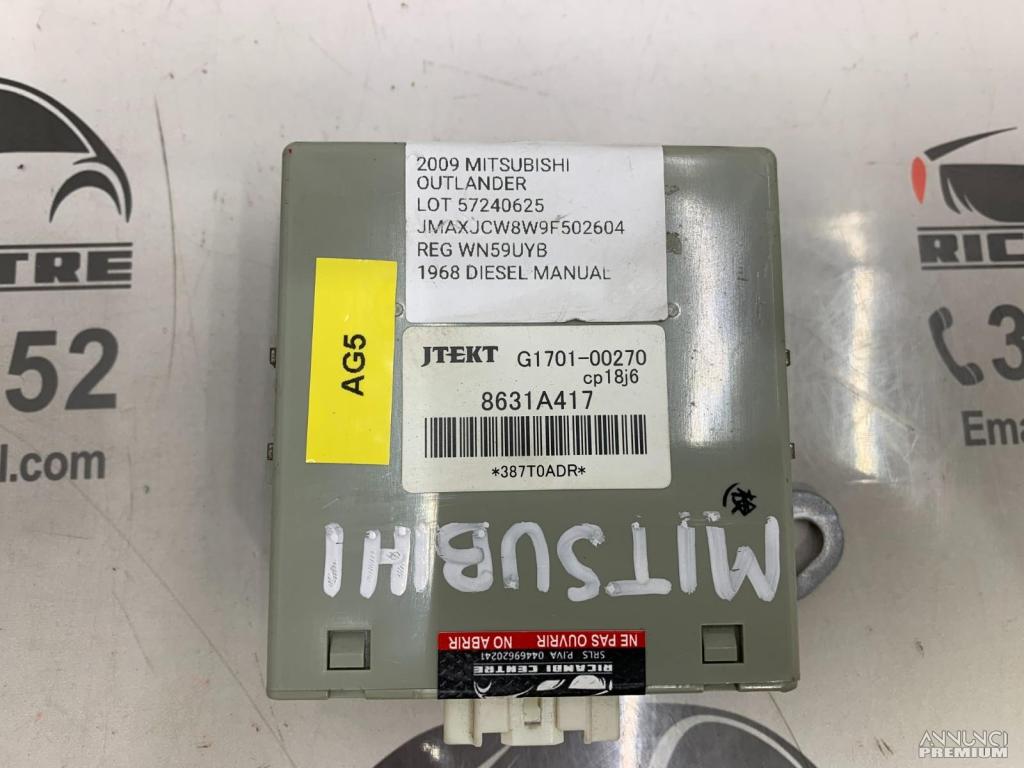 2009 MITSUBISHI
OUTLANDER
LOT 57240625
JMAXJCW8W9F502604
REG WN59UYB
1968 DIESEL MANUAL
AG5
JTEKT G1701-00270
cp18j6
8631A417
*387T0ADR*
MITSUBIHI
NE PAS OUVRIR NO ABRIR
SRLS P.IVA 04469620241
RICAMBI CENTRE
TRE
52
l.com
RIC
3
Ema
ANNUNCI
PREMIUM